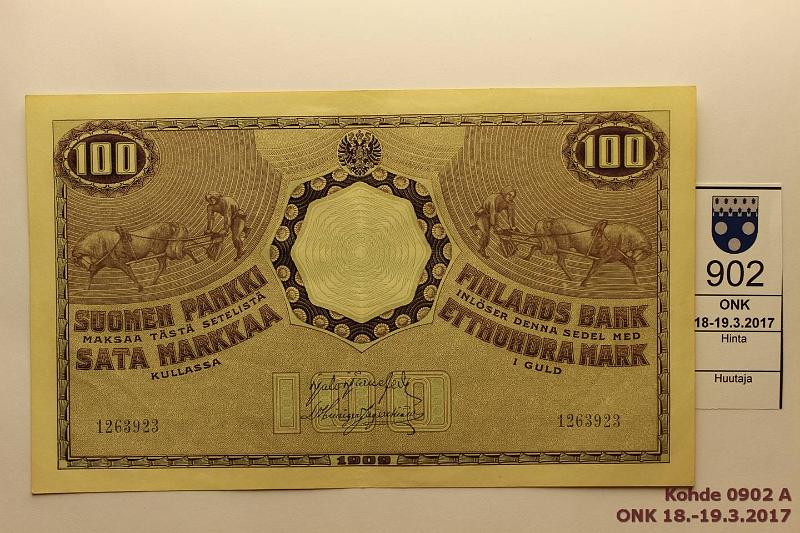 100
100
SUOMEN PANKKI
MAKSAA TÄSTÄ SETELISTÄ
SATA MARKKAA
KULLASSA
FINLANDS BANK
INLÖSER DENNA SEDEL MED
ETTHUNDRA MARK
I GULD
100
1263923
1263923
1909
902
ONK
18-19.3.2017
Hinta
Huutaja
Kohde 0902 A
ONK 18.-19.3.2017